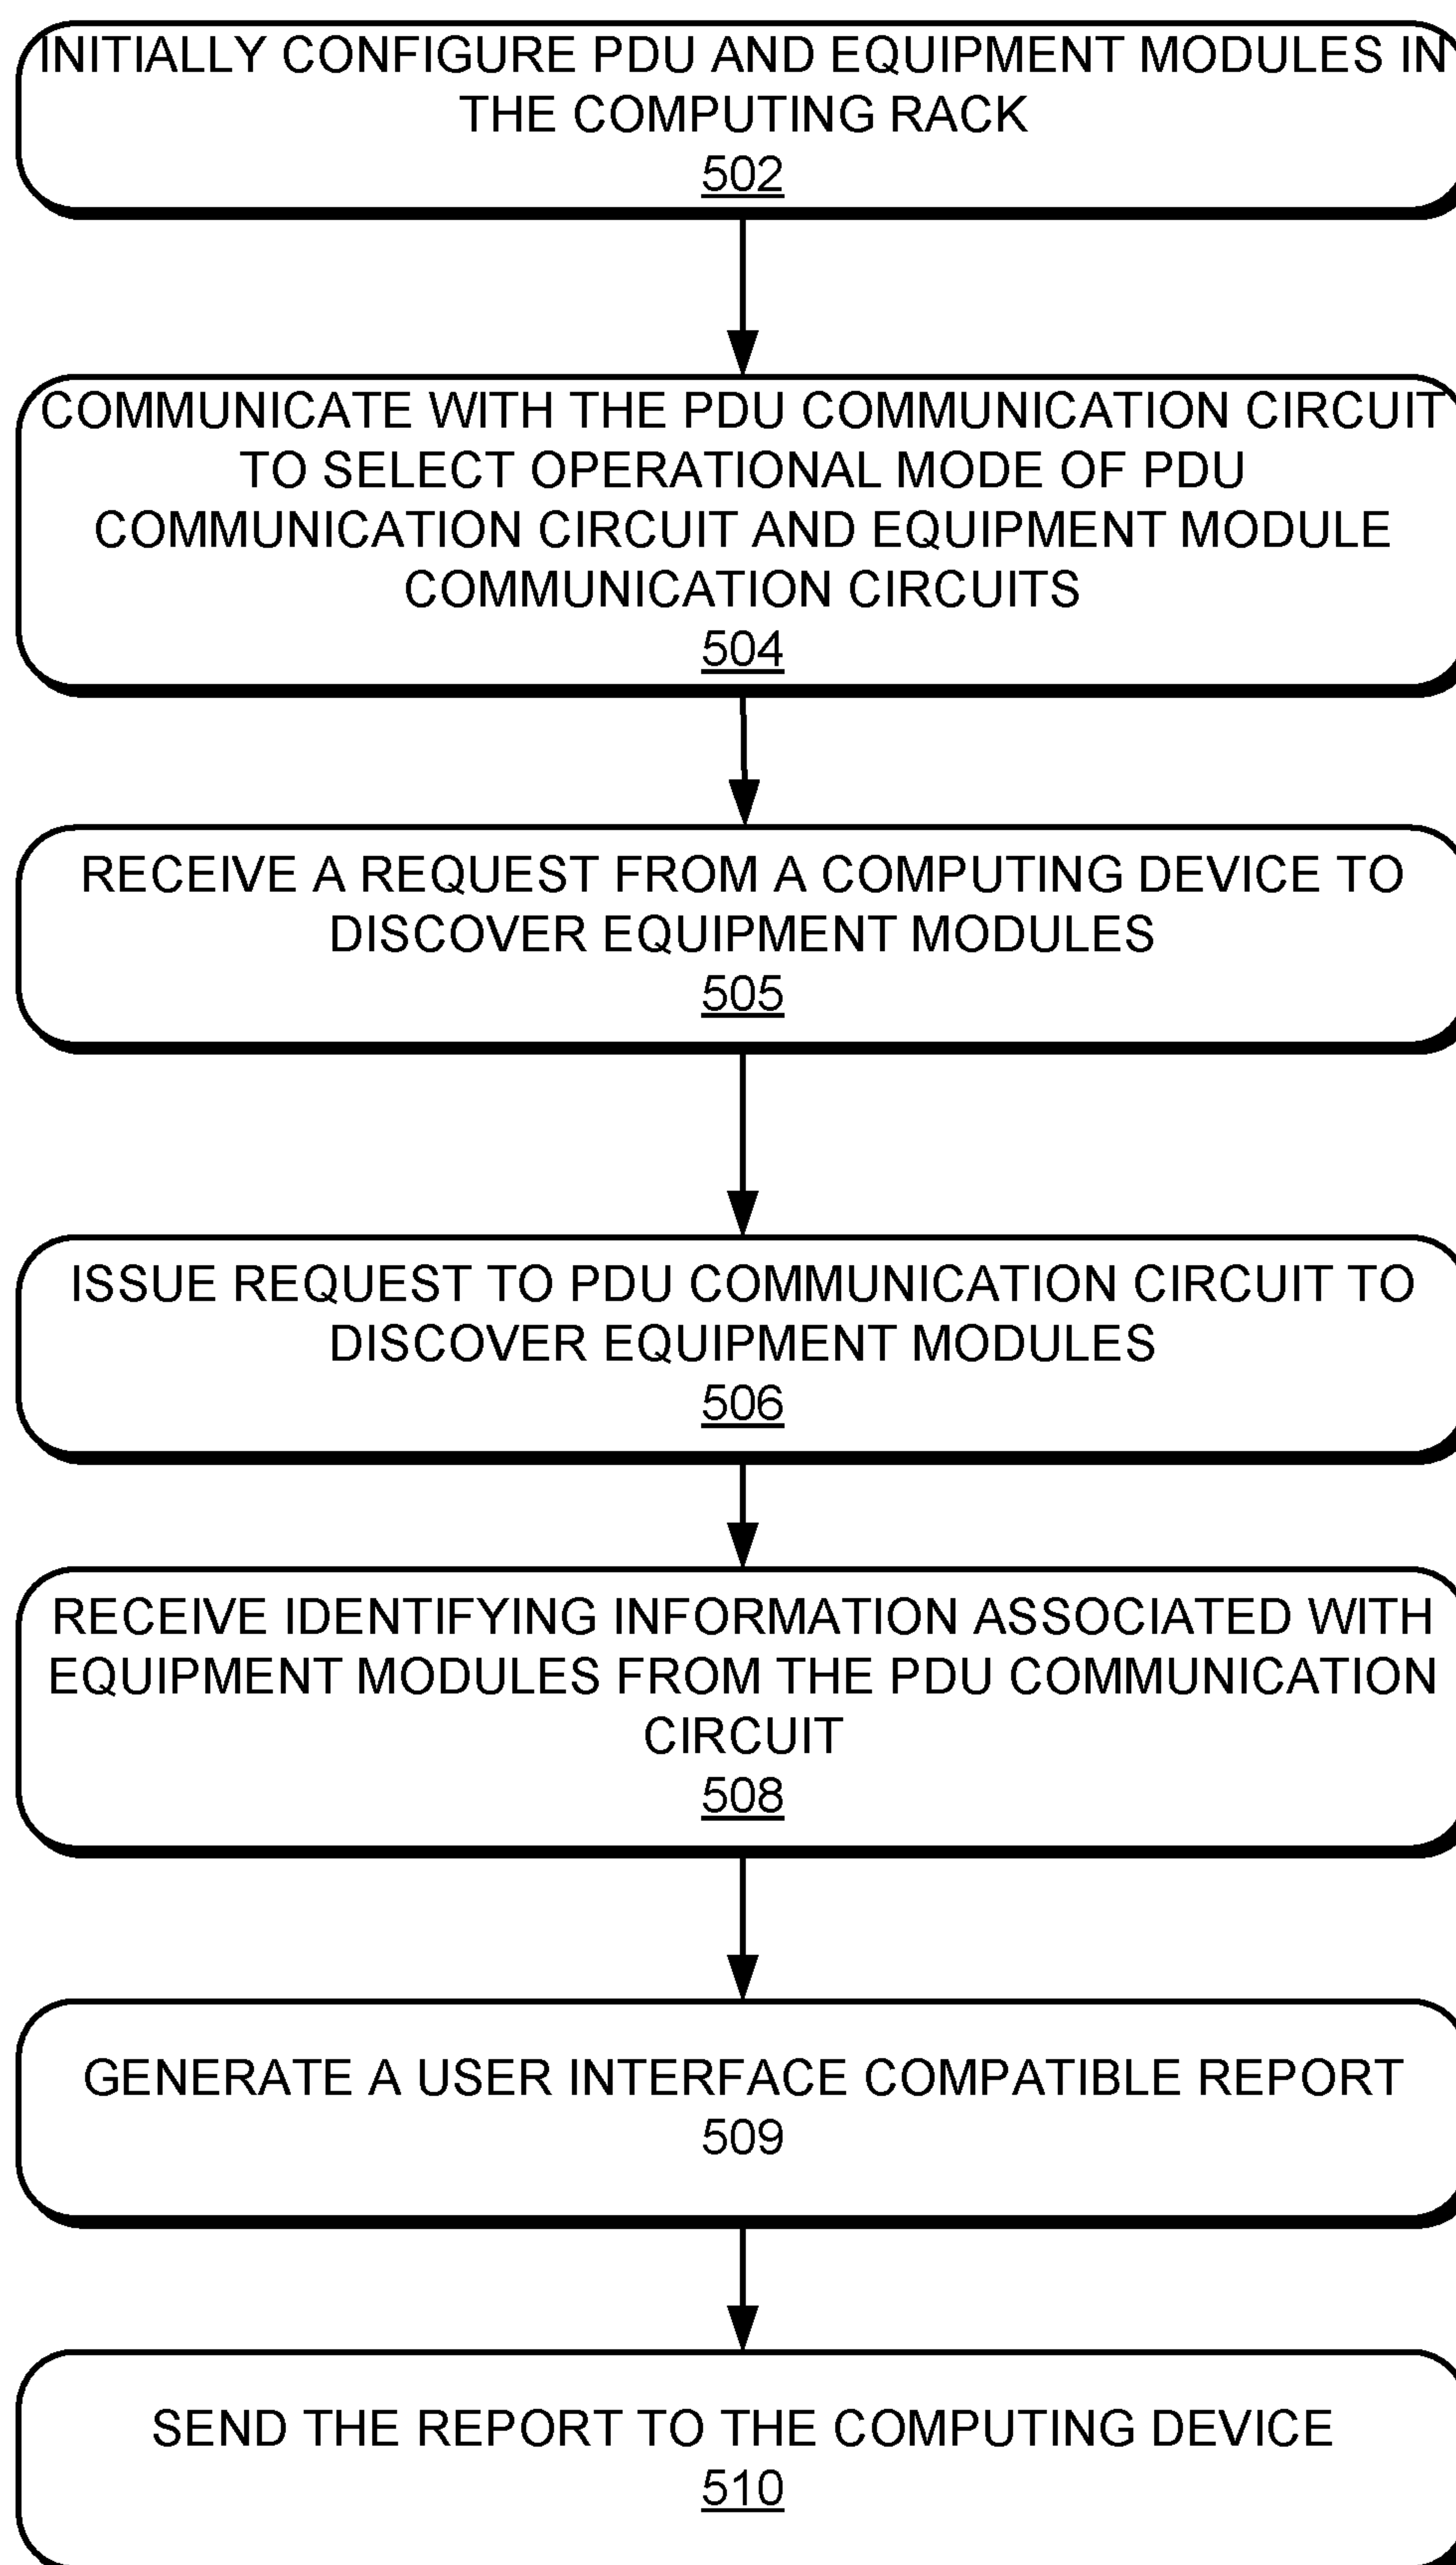 INITIALLY CONFIGURE PDU AND EQUIPMENT MODULES IN
THE COMPUTING RACK
502
COMMUNICATE WITH THE PDU COMMUNICATION CIRCUIT
TO SELECT OPERATIONAL MODE OF PDU
COMMUNICATION CIRCUIT AND EQUIPMENT MODULE
COMMUNICATION CIRCUITS
504
RECEIVE A REQUEST FROM A COMPUTING DEVICE TO
DISCOVER EQUIPMENT MODULES
505
ISSUE REQUEST TO PDU COMMUNICATION CIRCUIT TO
DISCOVER EQUIPMENT MODULES
506
RECEIVE IDENTIFYING INFORMATION ASSOCIATED WITH
EQUIPMENT MODULES FROM THE PDU COMMUNICATION
CIRCUIT
508
GENERATE A USER INTERFACE COMPATIBLE REPORT
509
SEND THE REPORT TO THE COMPUTING DEVICE
510